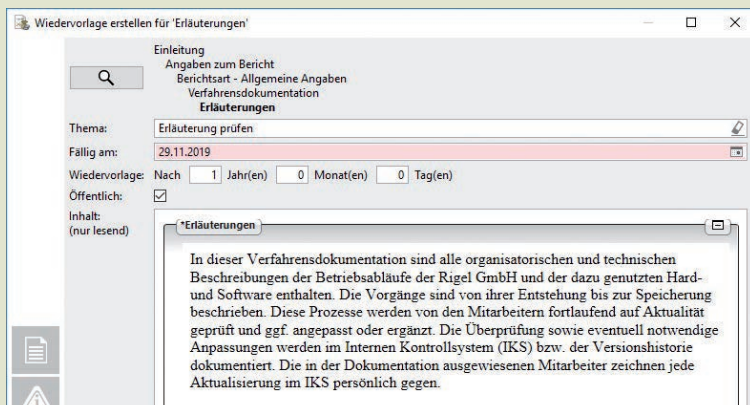 Wiedervorlage erstellen für 'Erläuterungen'
Einleitung
Angaben zum Bericht
Berichtsart - Allgemeine Angaben
Verfahrensdokumentation
Erläuterungen
Thema: Erläuterung prüfen
Fällig am: 29.11.2019
Wiedervorlage: Nach 1 Jahr(en) 0 Monat(en) 0 Tag(en)
Öffentlich:
Inhalt:
(nur lesend)
*Erläuterungen
In dieser Verfahrensdokumentation sind alle organisatorischen und technischen
Beschreibungen der Betriebsabläufe der Rigel GmbH und der dazu genutzten Hard-
und Software enthalten. Die Vorgänge sind von ihrer Entstehung bis zur Speicherung
beschrieben. Diese Prozesse werden von den Mitarbeitern fortlaufend auf Aktualität
geprüft und ggf. angepasst oder ergänzt. Die Überprüfung sowie eventuell notwendige
Anpassungen werden im Internen Kontrollsystem (IKS) bzw. der Versionshistorie
dokumentiert. Die in der Dokumentation ausgewiesenen Mitarbeiter zeichnen jede
Aktualisierung im IKS persönlich gegen.